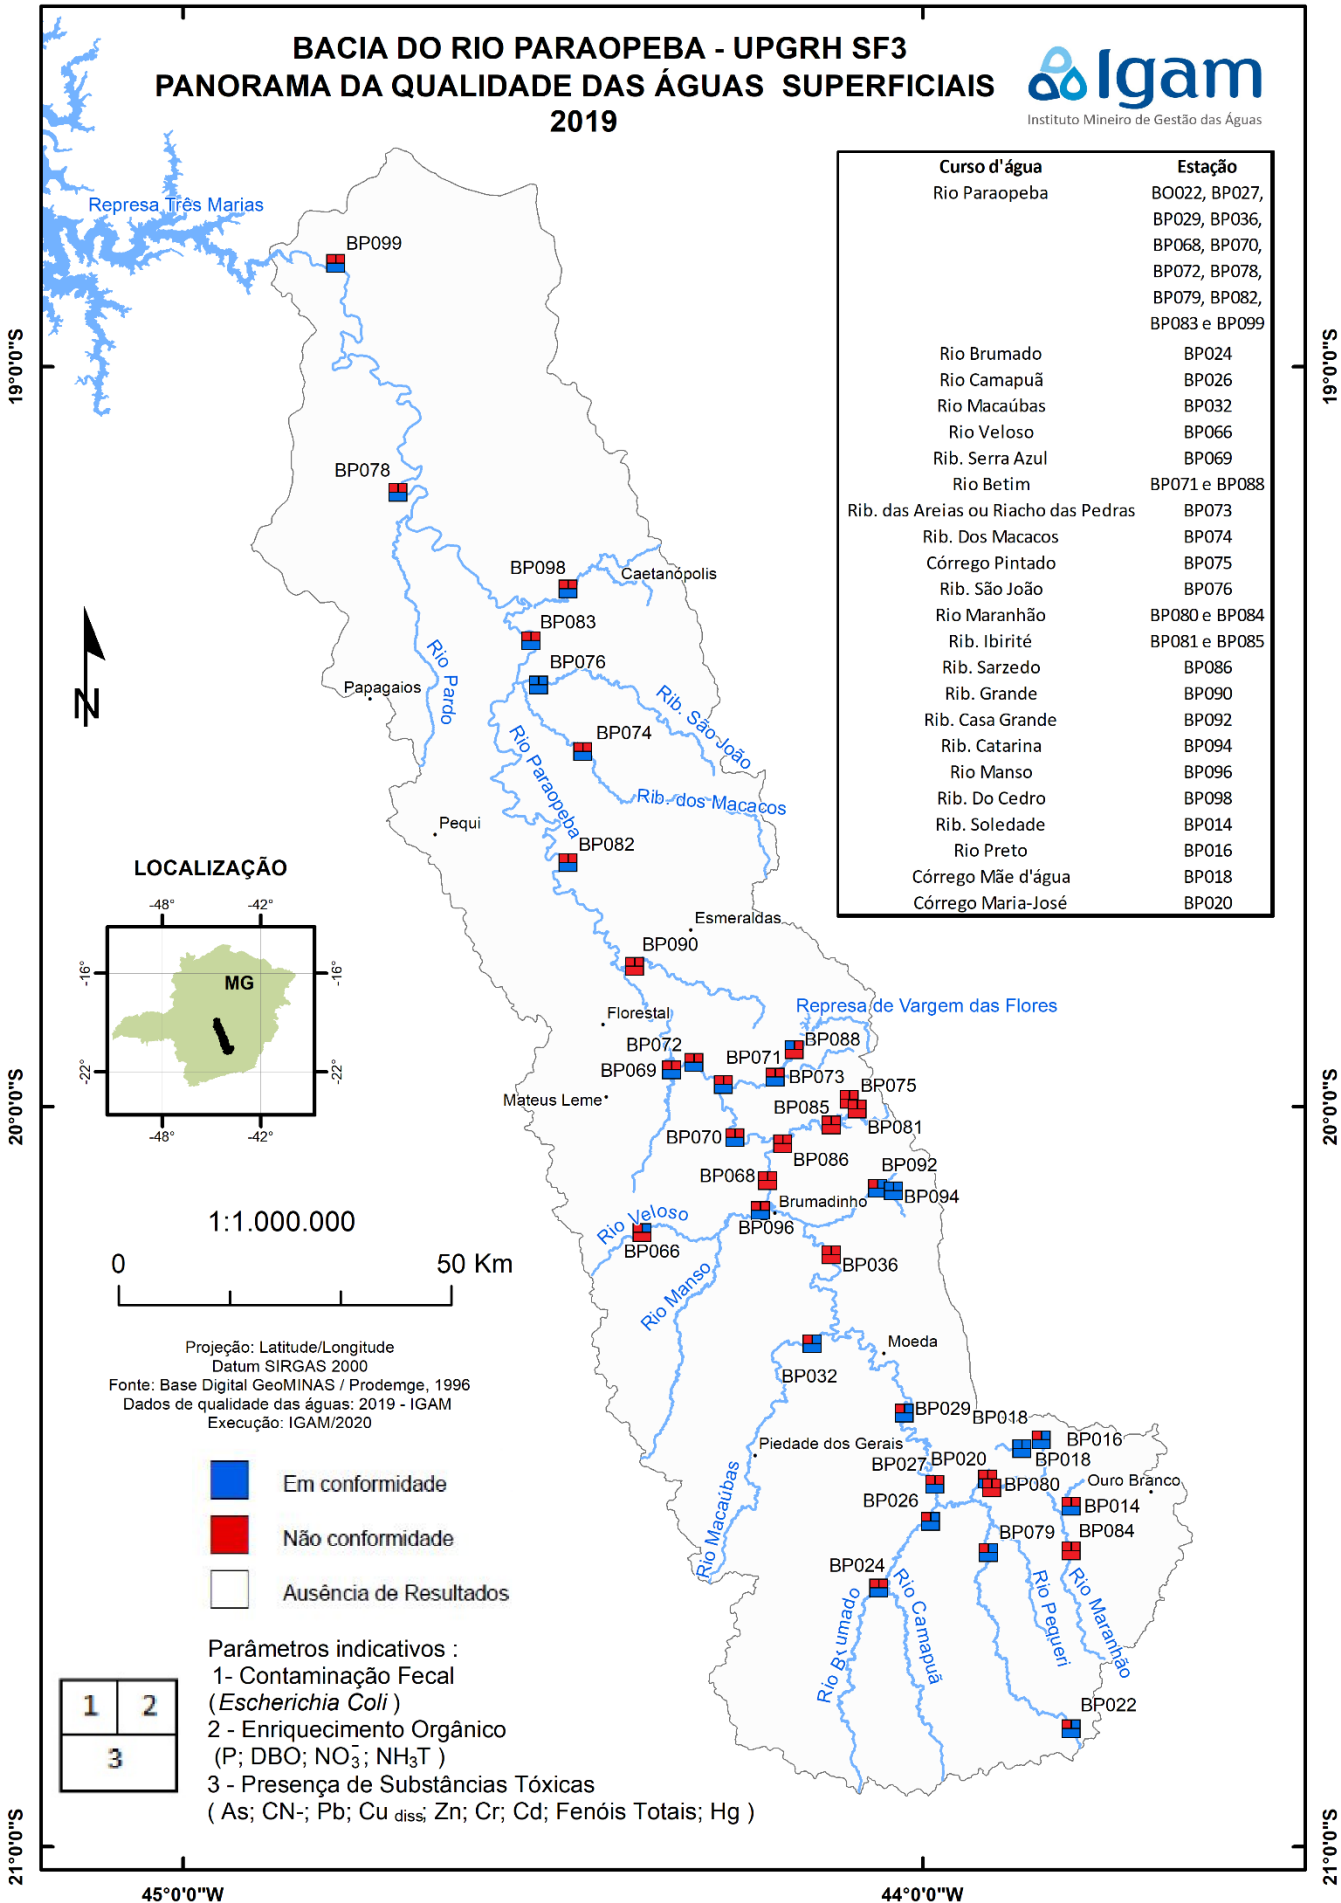 BACIA DO RIO PARAOPEBA - UPGRH SF3
PANORAMA DA QUALIDADE DAS ÁGUAS SUPERFICIAIS
2019
Igam
Instituto Mineiro de Gestão das Águas
Curso d'água Estação
Rio Paraopeba BO022, BP027,
BP029, BP036,
BP068, BP070,
BP072, BP078,
BP079, BP082,
BP083 e BP099
Rio Brumado BP024
Rio Camapuã BP026
Rio Macaúbas BP032
Rio Veloso BP066
Rib. Serra Azul BP069
Rio Betim BP071 e BP088
Rib. das Areias ou Riacho das Pedras BP073
Rib. Dos Macacos BP074
Córrego Pintado BP075
Rib. São João BP076
Rio Maranhão BP080 e BP084
Rib. Ibirité BP081 e BP085
Rib. Sarzedo BP086
Rib. Grande BP090
Rib. Casa Grande BP092
Rib. Catarina BP094
Rio Manso BP096
Rib. Do Cedro BP098
Rib. Soledade BP014
Rio Preto BP016
Córrego Mãe d'água BP018
Córrego Maria-José BP020
Represa Três Marias
BP099
19°0'0"S
19°0'0"S
BP078
BP098
Caetanópolis
BP083
BP076
N
Papagaios
Rio Pardo
Rib. São João
BP074
Rio Paraopeba
Rib. dos Macacos
Pequi
BP082
LOCALIZAÇÃO
-48° -42°
-16° MG -16°
-22° -22°
-48° -42°
Esmeraldas
BP090
Represa de Vargem das Flores
Florestal
BP072
BP088
BP071
BP069
BP073
BP075
Mateus Leme
BP085
20°0'0"S
20°0'0"S
BP081
BP070
BP086
BP092
BP068
BP094
Brumadinho
1:1.000.000
Rio Veloso
BP096
BP066
0 50 Km
BP036
Rio Manso
Moeda
BP032
Projeção: Latitude/Longitude
Datum SIRGAS 2000
Fonte: Base Digital GeoMINAS / Prodemge, 1996
Dados de qualidade das águas: 2019 - IGAM
Execução: IGAM/2020
BP029
BP018
BP016
Piedade dos Gerais
BP020
BP018
BP027
BP080
Ouro Branco
Rio Macaúbas
BP026
BP014
BP079
BP084
BP024
Rio Brumado
Rio Camapuã
Rio Pequeri
Rio Maranhão
BP022
Em conformidade
Não conformidade
Ausência de Resultados
Parâmetros indicativos :
1- Contaminação Fecal
(Escherichia Coli )
2 - Enriquecimento Orgânico
(P; DBO; NO₃⁻; NH₃T )
3 - Presença de Substâncias Tóxicas
( As; CN-; Pb; Cu diss; Zn; Cr; Cd; Fenóis Totais; Hg )
1 2
3
21°0'0"S
21°0'0"S
45°0'0"W
44°0'0"W